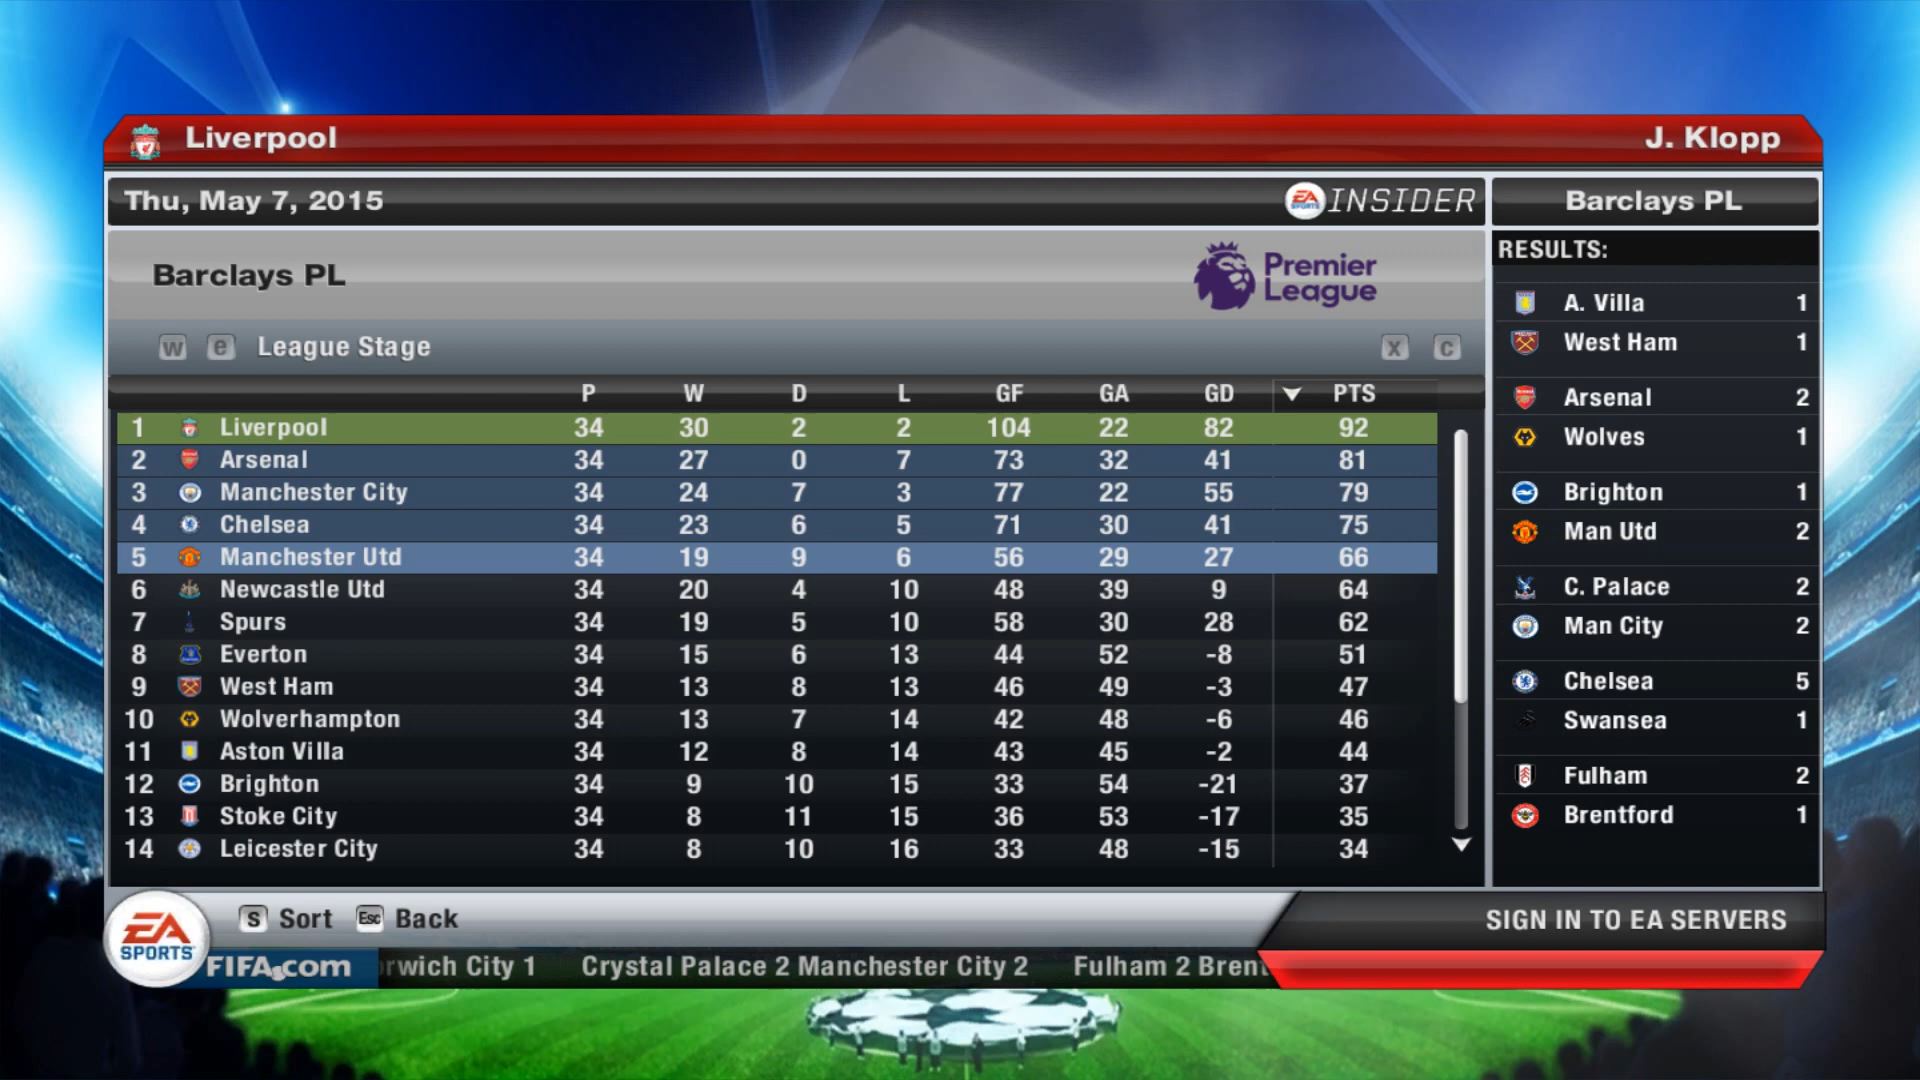 Liverpool J. Klopp
Thu, May 7, 2015 EA SPORTS INSIDER
Barclays PL
Barclays PL
Premier League
w e League Stage x c
P W D L GF GA GD PTS
1 Liverpool 34 30 2 2 104 22 82 92
2 Arsenal 34 27 0 7 73 32 41 81
3 Manchester City 34 24 7 3 77 22 55 79
4 Chelsea 34 23 6 5 71 30 41 75
5 Manchester Utd 34 19 9 6 56 29 27 66
6 Newcastle Utd 34 20 4 10 48 39 9 64
7 Spurs 34 19 5 10 58 30 28 62
8 Everton 34 15 6 13 44 52 -8 51
9 West Ham 34 13 8 13 46 49 -3 47
10 Wolverhampton 34 13 7 14 42 48 -6 46
11 Aston Villa 34 12 8 14 43 45 -2 44
12 Brighton 34 9 10 15 33 54 -21 37
13 Stoke City 34 8 11 15 36 53 -17 35
14 Leicester City 34 8 10 16 33 48 -15 34
RESULTS:
A. Villa 1
West Ham 1
Arsenal 2
Wolves 1
Brighton 1
Man Utd 2
C. Palace 2
Man City 2
Chelsea 5
Swansea 1
Fulham 2
Brentford 1
S Sort Esc Back
SIGN IN TO EA SERVERS
EA SPORTS
FIFA.com rwich City 1 Crystal Palace 2 Manchester City 2 Fulham 2 Brent